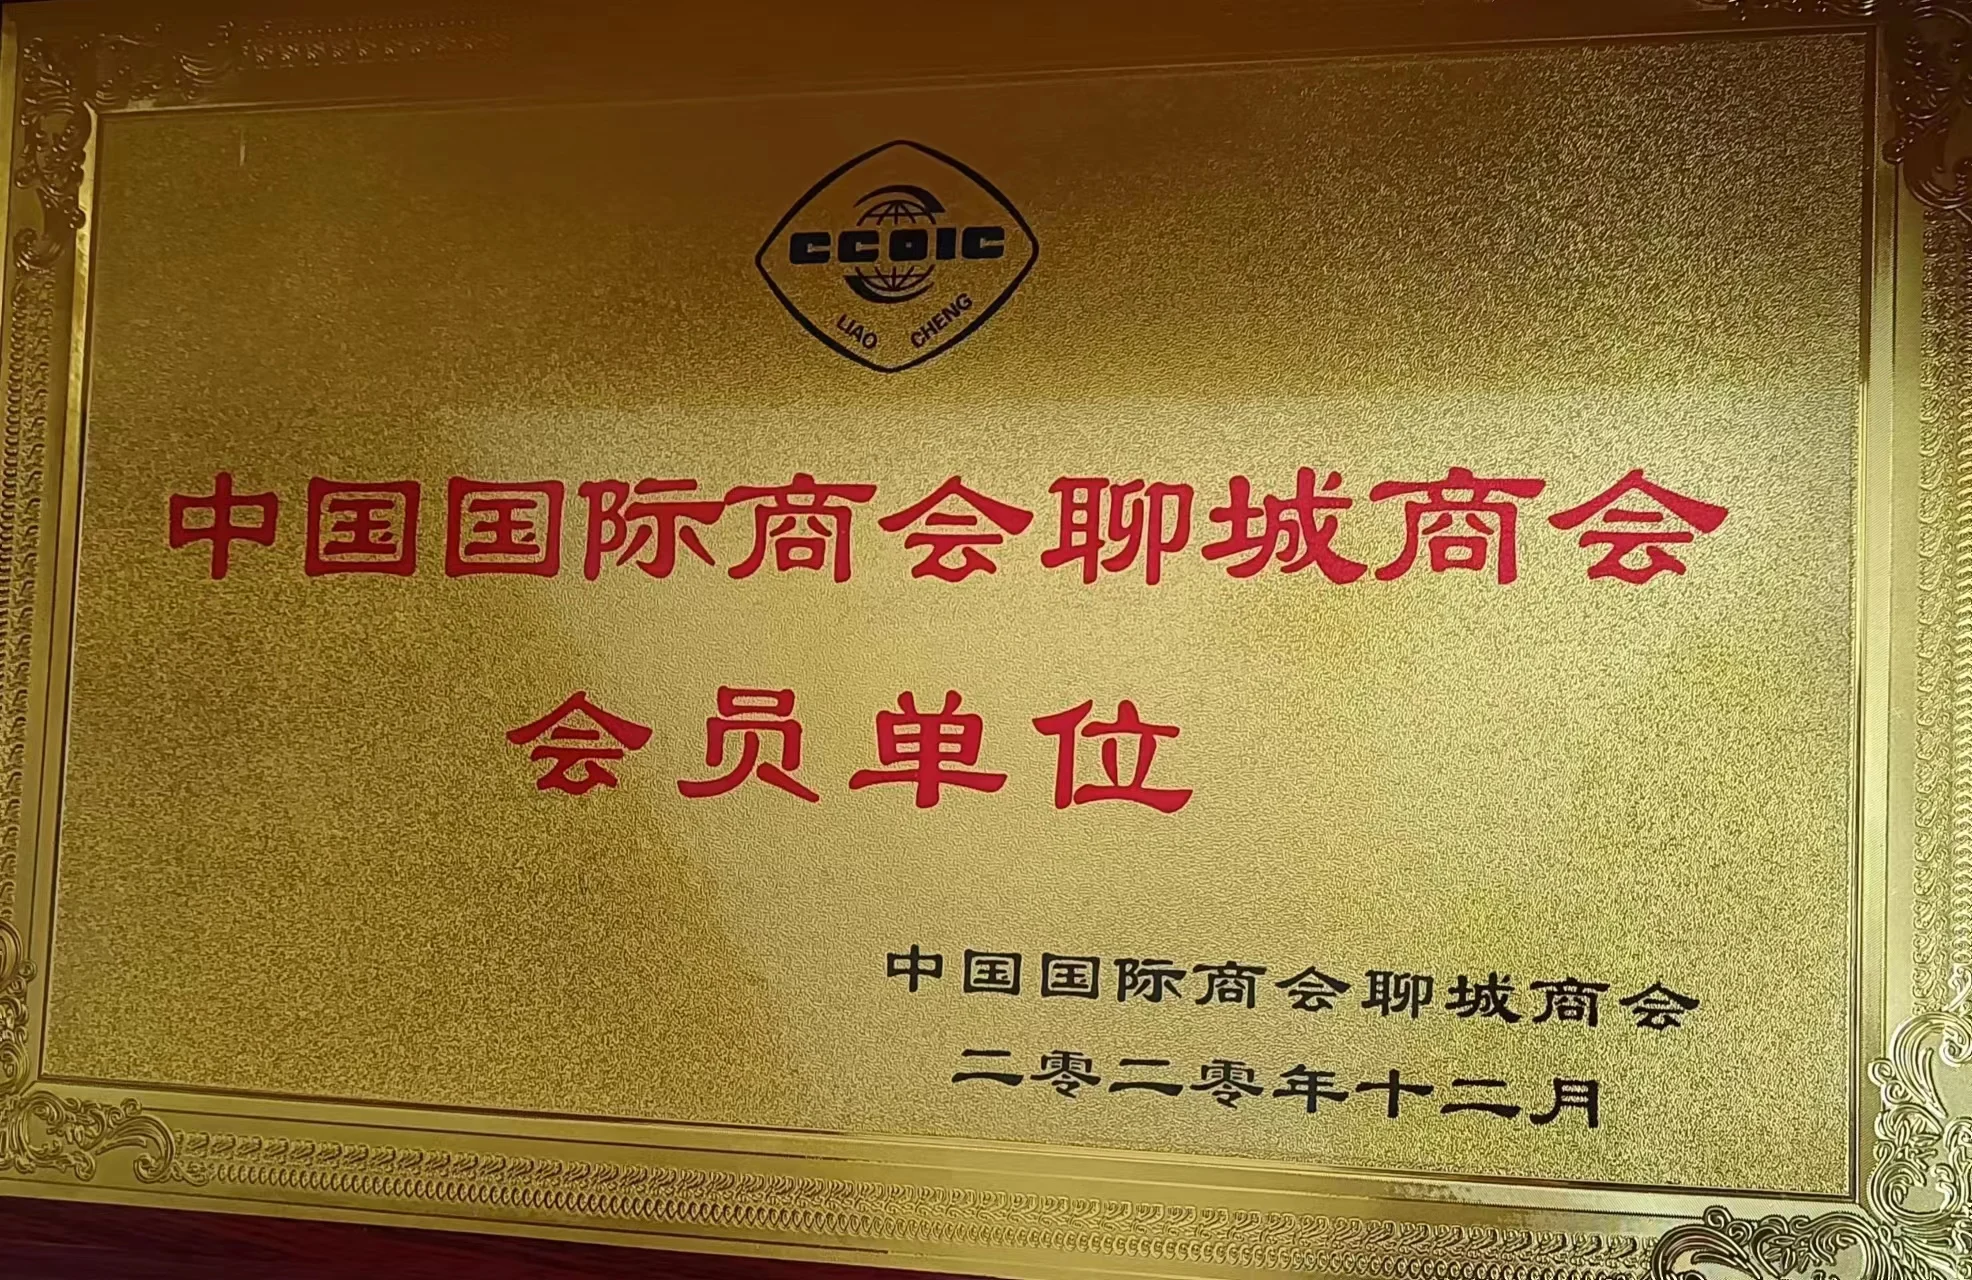 CCOIC
LIAO CHENG
中国国际商会聊城商会
会员单位
中国国际商会聊城商会
二零二零年十二月